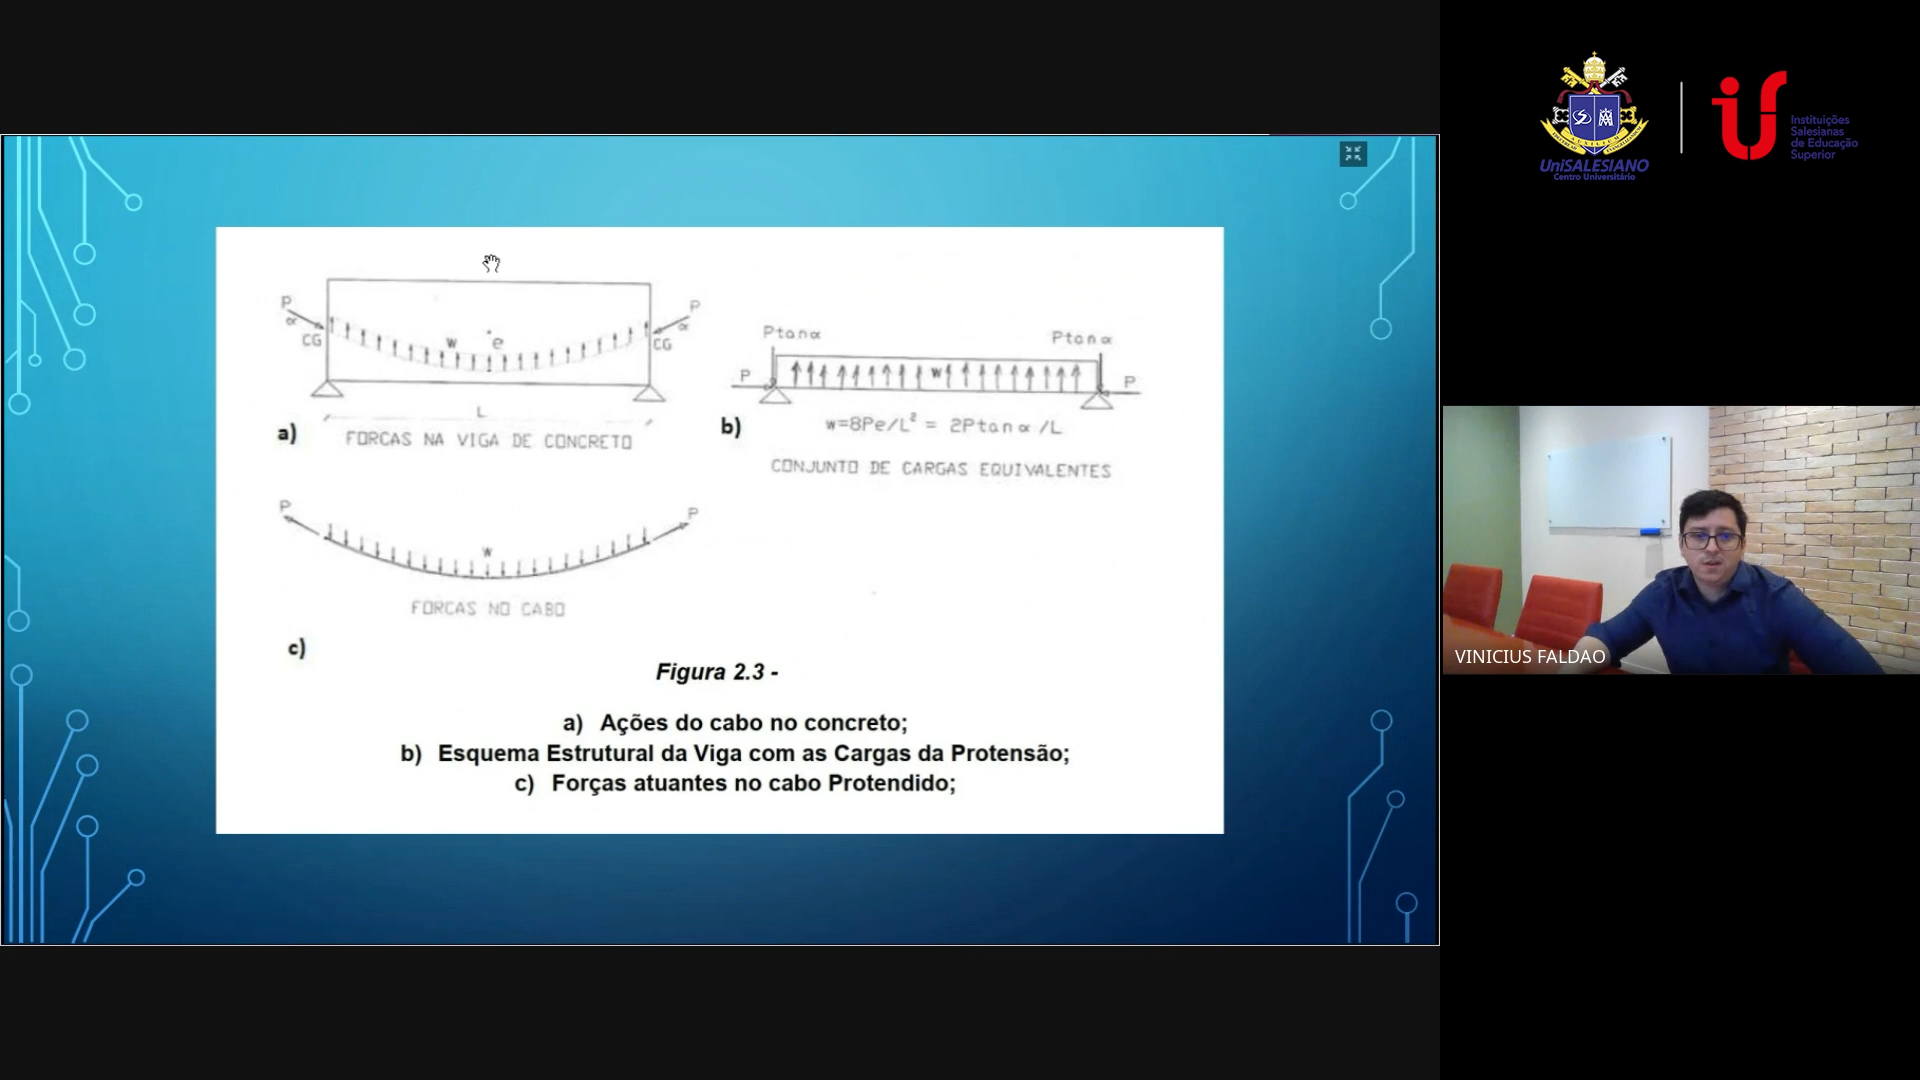 P
P
α
α
CG
w
e
CG
L
a)
FORCAS NA VIGA DE CONCRETO
Ptanα
Ptanα
P
w
P
b)
w=8Pe/L² = 2Ptanα/L
CONJUNTO DE CARGAS EQUIVALENTES
P
P
w
FORCAS NO CABO
c)
Figura 2.3 -
a) Ações do cabo no concreto;
b) Esquema Estrutural da Viga com as Cargas da Protensão;
c) Forças atuantes no cabo Protendido;
UniSALESIANO
Centro Universitário
Instituições
Salesianas
de Educação
Superior
VINICIUS FALDAO